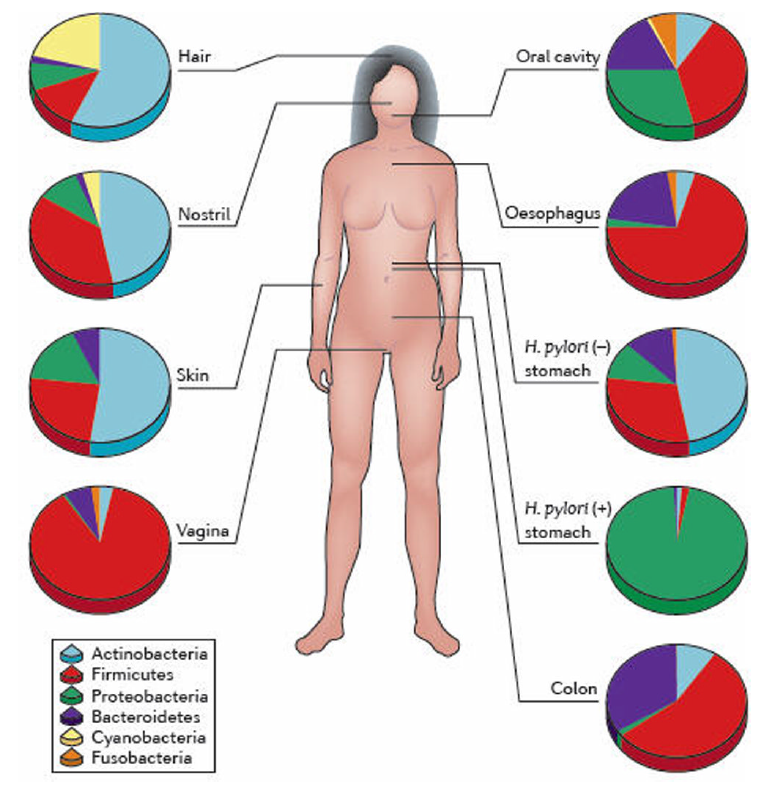 Hair
Oral cavity
Nostril
Oesophagus
Skin
H. pylori (–)
stomach
Vagina
H. pylori (+)
stomach
Colon
Actinobacteria
Firmicutes
Proteobacteria
Bacteroidetes
Cyanobacteria
Fusobacteria